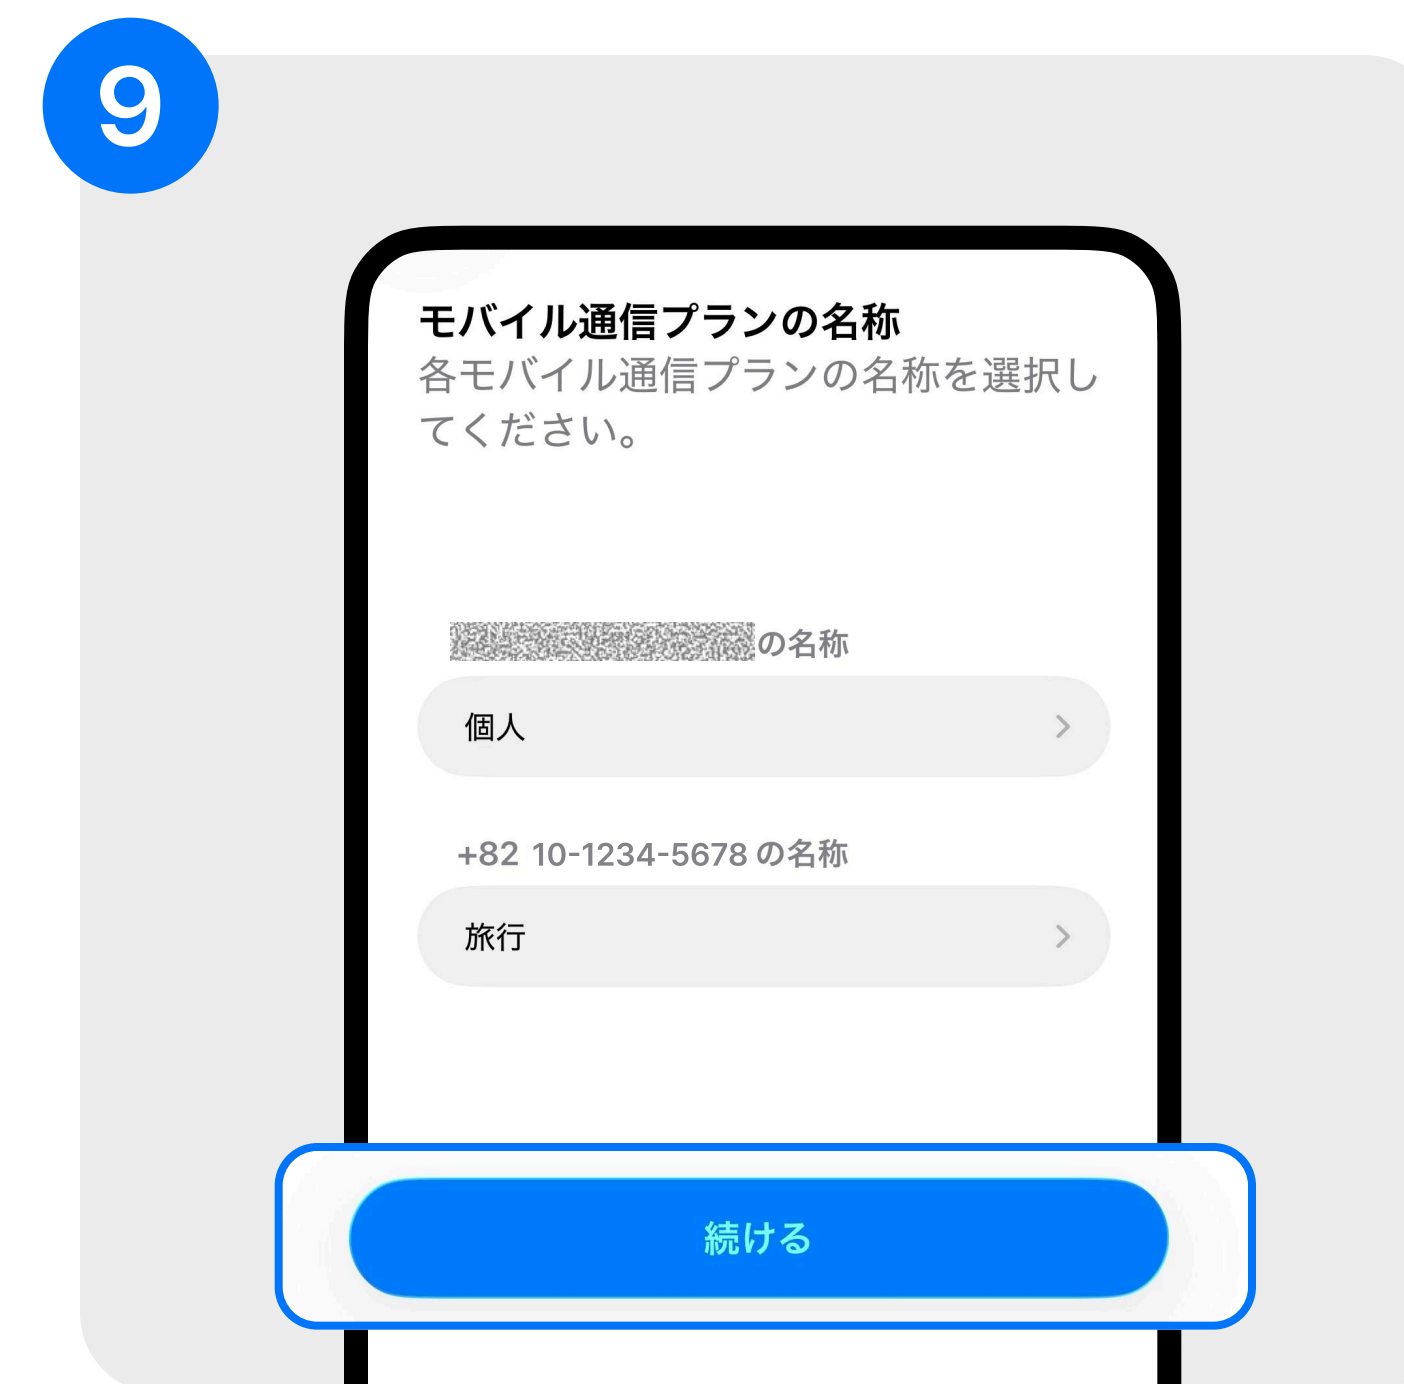 9
モバイル通信プランの名称
各モバイル通信プランの名称を選択し
てください。
の名称
個人
+82 10-1234-5678 の名称
旅行
続ける